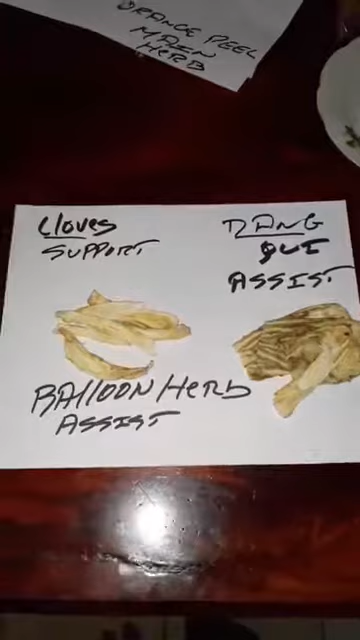 ORANGE PEEL
MAIN
HERB
Cloves
SUPPORT
DANG
GUI
ASSIST
BALLOON HERB
ASSIST